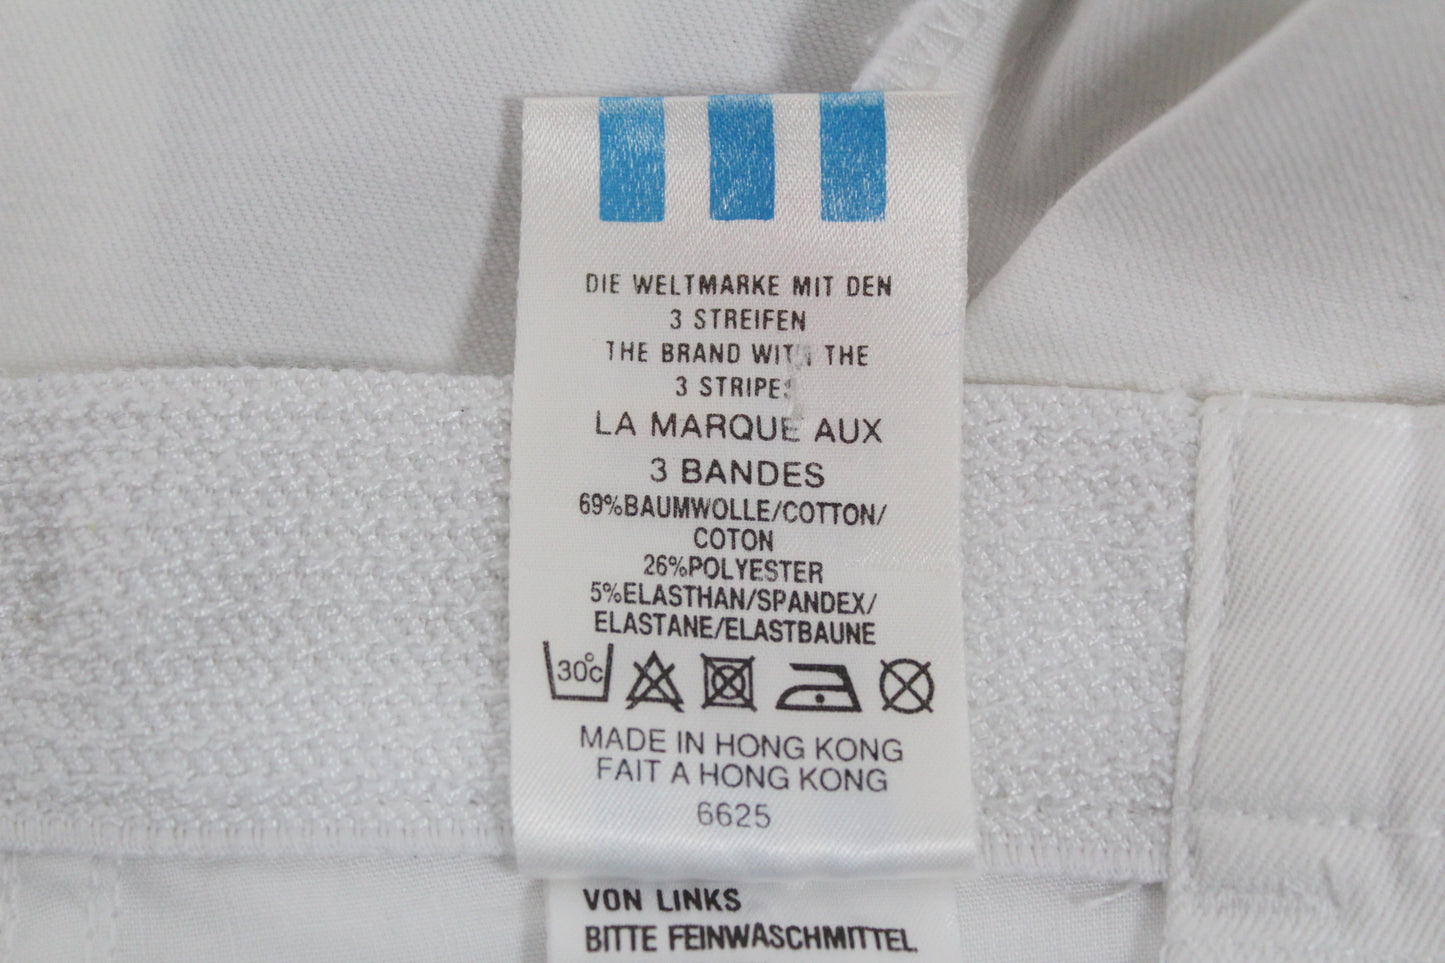 DIE WELTMARKE MIT DEN
3 STREIFEN
THE BRAND WITH THE
3 STRIPES
LA MARQUE AUX
3 BANDES
69%BAUMWOLLE/COTTON/
COTON
26%POLYESTER
5%ELASTHAN/SPANDEX/
ELASTANE/ELASTBAUNE
30°C
MADE IN HONG KONG
FAIT A HONG KONG
6625
VON LINKS
BITTE FEINWASCHMITTEL